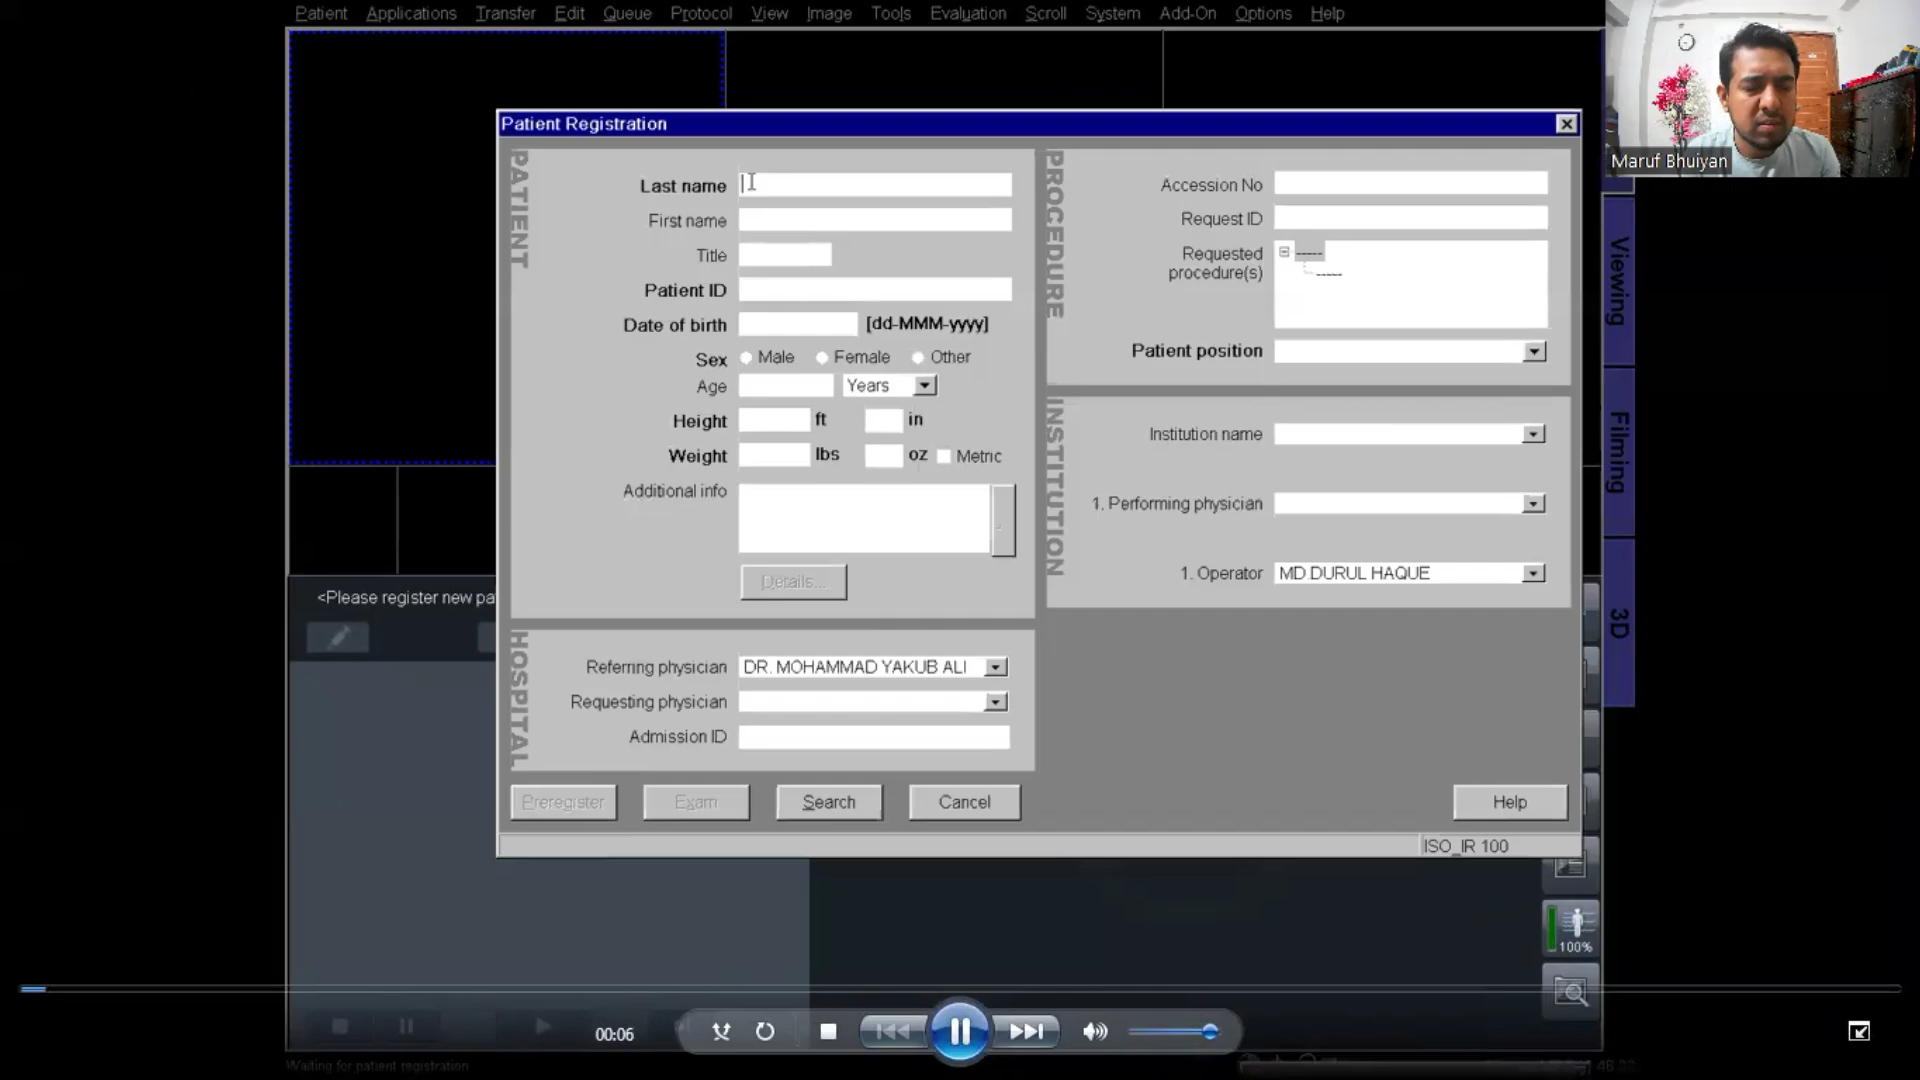 Patient Applications Transfer Edit Queue Protocol View Image Tools Evaluation Scroll System Add-On Options Help
Maruf Bhuiyan
Patient Registration
PATIENT
Last name
First name
Title
Patient ID
Date of birth [dd-MMM-yyyy]
Sex Male Female Other
Age Years
Height ft in
Weight lbs oz Metric
Additional info
Details...
HOSPITAL
Referring physician DR. MOHAMMAD YAKUB ALI
Requesting physician
Admission ID
PROCEDURE
Accession No
Request ID
Requested
procedure(s)
Patient position
INSTITUTION
Institution name
1. Performing physician
1. Operator MD.DURUL HAQUE
Preregister Exam Search Cancel Help
ISO_IR 100
<Please register new pa
Viewing
Filming
3D
100%
00:06
Waiting for patient registration